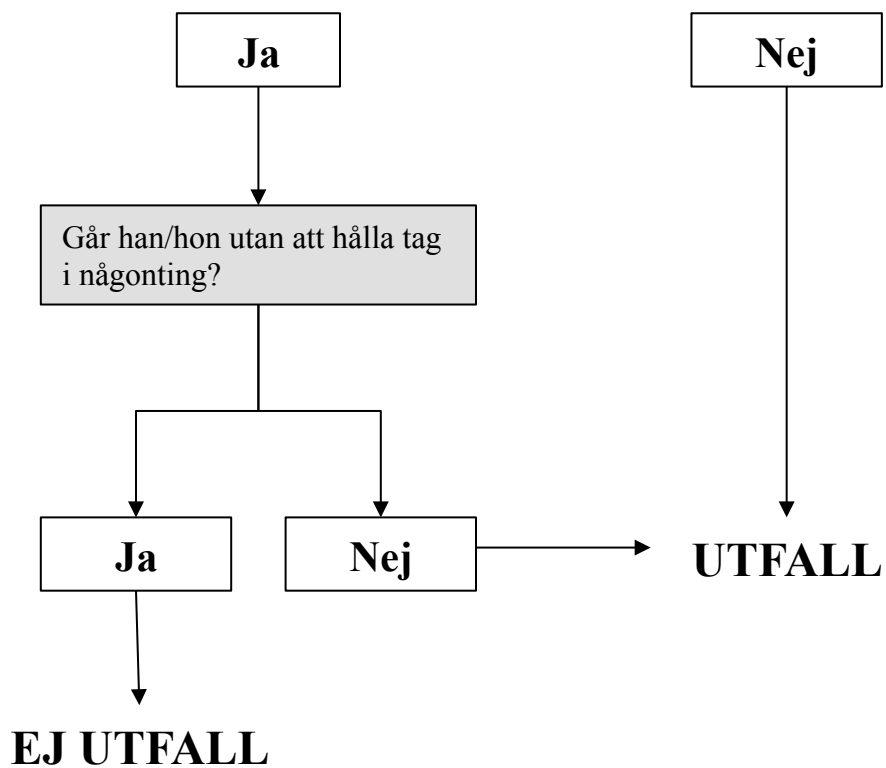 Ja
Nej
Går han/hon utan att hålla tag
i någonting?
Ja
Nej
UTFALL
EJ UTFALL